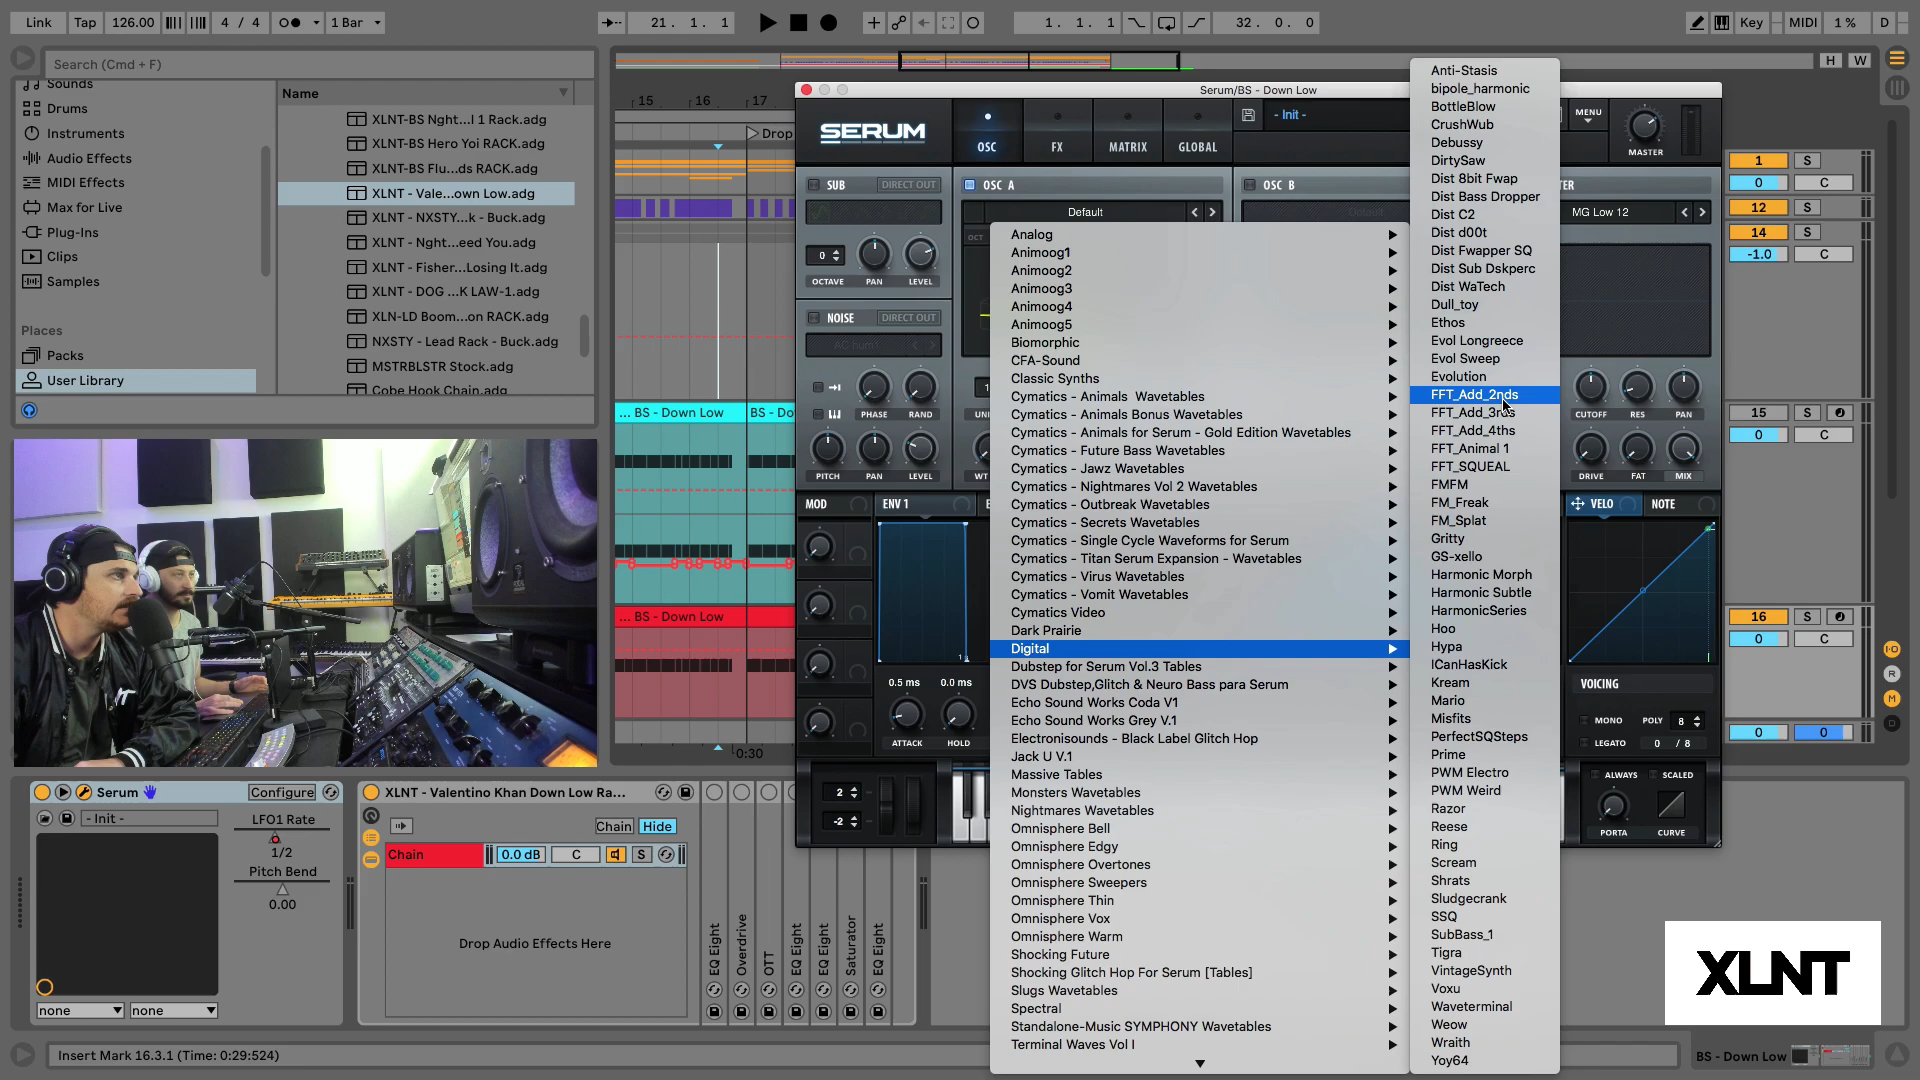 Link
Tap
126.00
4 / 4
1 Bar
21 . 1 . 1
1 . 1 . 1
32 . 0 . 0
Key
MIDI
1 %
D
Search (Cmd + F)
Sounds
Drums
Instruments
Audio Effects
MIDI Effects
Max for Live
Plug-Ins
Clips
Samples
Places
Packs
User Library
Name
XLNT-BS Nght...l 1 Rack.adg
XLNT-BS Hero Yoi RACK.adg
XLNT-BS Flu...ds RACK.adg
XLNT - Vale...own Low.adg
XLNT - NXSTY...k - Buck.adg
XLNT - Nght...eed You.adg
XLNT - Fisher...Losing It.adg
XLNT - DOG ...K LAW-1.adg
XLN-LD Boom...on RACK.adg
NXSTY - Lead Rack - Buck.adg
MSTRBLSTR Stock.adg
Cobe Hook Chain.adg
H
W
15
16
17
Drop
... BS - Down Low
BS - Do
... BS - Down Low
0:30
Serum/BS - Down Low
SERUM
OSC
FX
MATRIX
GLOBAL
- Init -
MENU
MASTER
SUB
DIRECT OUT
OSC A
OSC B
TER
Default
Default
MG Low 12
0
OCTAVE
PAN
LEVEL
NOISE
DIRECT OUT
AC hum1
PHASE
RAND
PITCH
PAN
LEVEL
OCT
UNI
WT
CUTOFF
RES
PAN
DRIVE
FAT
MIX
MOD
ENV 1
VELO
NOTE
1
0.5 ms
0.0 ms
ATTACK
HOLD
VOICING
MONO
POLY
8
LEGATO
0 / 8
ALWAYS
SCALED
PORTA
CURVE
2
-2
Analog
Animoog1
Animoog2
Animoog3
Animoog4
Animoog5
Biomorphic
CFA-Sound
Classic Synths
Cymatics - Animals  Wavetables
Cymatics - Animals Bonus Wavetables
Cymatics - Animals for Serum - Gold Edition Wavetables
Cymatics - Future Bass Wavetables
Cymatics - Jawz Wavetables
Cymatics - Nightmares Vol 2 Wavetables
Cymatics - Outbreak Wavetables
Cymatics - Secrets Wavetables
Cymatics - Single Cycle Waveforms for Serum
Cymatics - Titan Serum Expansion - Wavetables
Cymatics - Virus Wavetables
Cymatics - Vomit Wavetables
Cymatics Video
Dark Prairie
Digital
Dubstep for Serum Vol.3 Tables
DVS Dubstep,Glitch & Neuro Bass para Serum
Echo Sound Works Coda V1
Echo Sound Works Grey V.1
Electronisounds - Black Label Glitch Hop
Jack U V.1
Massive Tables
Monsters Wavetables
Nightmares Wavetables
Omnisphere Bell
Omnisphere Edgy
Omnisphere Overtones
Omnisphere Sweepers
Omnisphere Thin
Omnisphere Vox
Omnisphere Warm
Shocking Future
Shocking Glitch Hop For Serum [Tables]
Slugs Wavetables
Spectral
Standalone-Music SYMPHONY Wavetables
Terminal Waves Vol I
Anti-Stasis
bipole_harmonic
BottleBlow
CrushWub
Debussy
DirtySaw
Dist 8bit Fwap
Dist Bass Dropper
Dist C2
Dist d00t
Dist Fwapper SQ
Dist Sub Dskperc
Dist WaTech
Dull_toy
Ethos
Evol Longreece
Evol Sweep
Evolution
FFT_Add_2nds
FFT_Add_3rds
FFT_Add_4ths
FFT_Animal 1
FFT_SQUEAL
FMFM
FM_Freak
FM_Splat
Gritty
GS-xello
Harmonic Morph
Harmonic Subtle
HarmonicSeries
Hoo
Hypa
ICanHasKick
Kream
Mario
Misfits
PerfectSQSteps
Prime
PWM Electro
PWM Weird
Razor
Reese
Ring
Scream
Shrats
Sludgecrank
SSQ
SubBass_1
Tigra
VintageSynth
Voxu
Waveterminal
Weow
Wraith
Yoy64
1
S
0
C
12
S
14
S
-1.0
C
15
S
0
C
16
S
0
C
0
0
I·O
R
M
D
Serum
Configure
- Init -
LFO1 Rate
1/2
Pitch Bend
0.00
none
none
XLNT - Valentino Khan Down Low Ra...
Chain
Hide
Chain
0.0 dB
C
S
Drop Audio Effects Here
EQ Eight
Overdrive
OTT
EQ Eight
EQ Eight
Saturator
EQ Eight
XLNT
Insert Mark 16.3.1 (Time: 0:29:524)
BS - Down Low